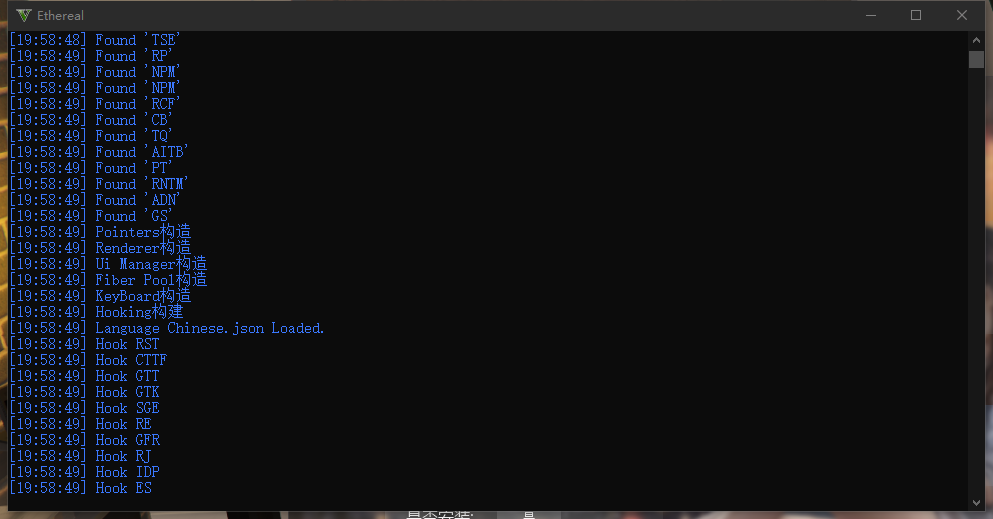 Ethereal
[19:58:48] Found 'TSE'
[19:58:49] Found 'RP'
[19:58:49] Found 'NPM'
[19:58:49] Found 'NPM'
[19:58:49] Found 'RCF'
[19:58:49] Found 'CB'
[19:58:49] Found 'TQ'
[19:58:49] Found 'AITB'
[19:58:49] Found 'PT'
[19:58:49] Found 'RNTM'
[19:58:49] Found 'ADN'
[19:58:49] Found 'GS'
[19:58:49] Pointers构造
[19:58:49] Renderer构造
[19:58:49] Ui Manager构造
[19:58:49] Fiber Pool构造
[19:58:49] KeyBoard构造
[19:58:49] Hooking构建
[19:58:49] Language Chinese.json Loaded.
[19:58:49] Hook RST
[19:58:49] Hook CTTF
[19:58:49] Hook GTT
[19:58:49] Hook GTK
[19:58:49] Hook SGE
[19:58:49] Hook RE
[19:58:49] Hook GFR
[19:58:49] Hook RJ
[19:58:49] Hook IDP
[19:58:49] Hook ES
是否安装: 是